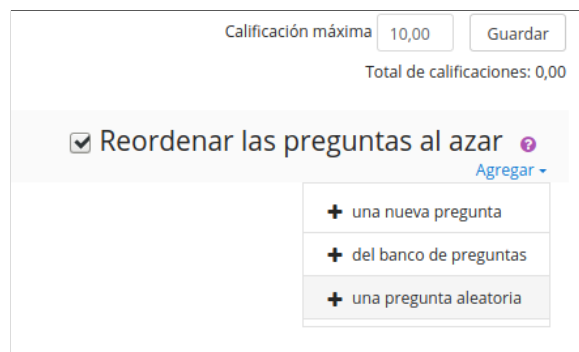 Calificación máxima 10,00 Guardar
Total de calificaciones: 0,00
Reordenar las preguntas al azar ?
Agregar
+ una nueva pregunta
+ del banco de preguntas
+ una pregunta aleatoria